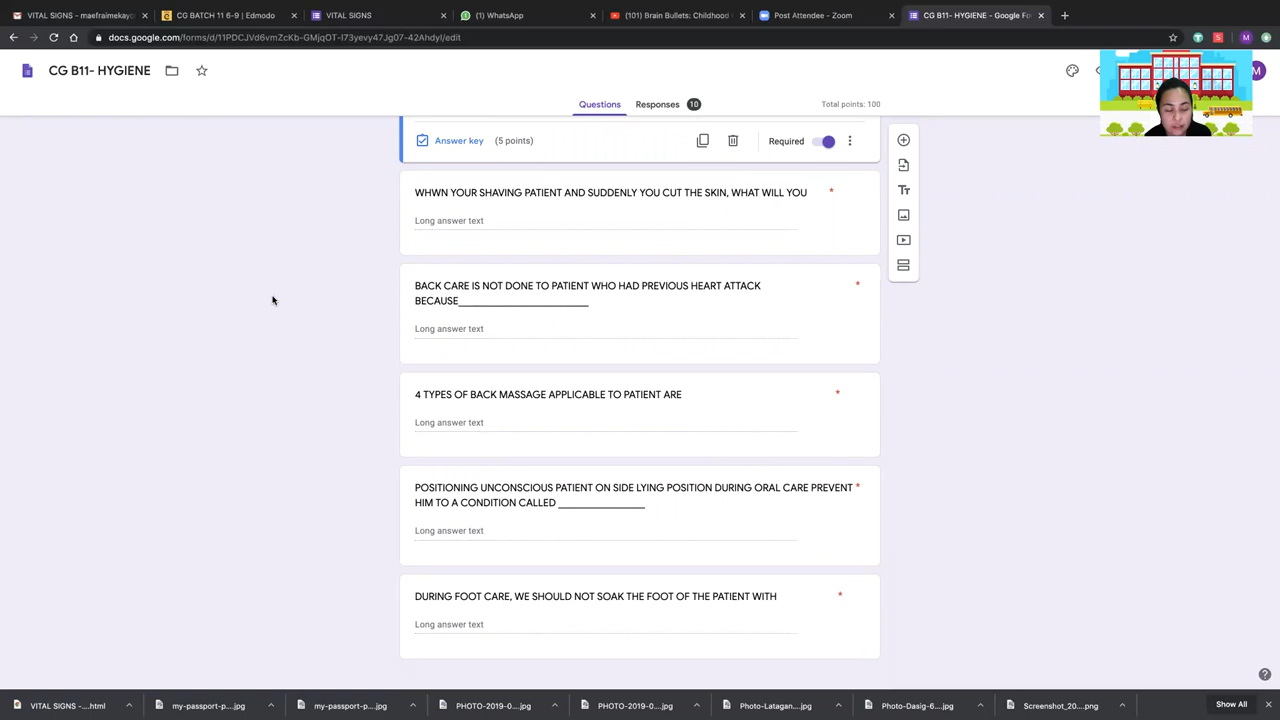 VITAL SIGNS - maefraimekayo
CG BATCH 11 6-9 | Edmodo
VITAL SIGNS
(1) WhatsApp
(101) Brain Bullets: Childhood
Post Attendee - Zoom
CG B11- HYGIENE - Google Fo
docs.google.com/forms/d/11PDCJVd6vmZcKb-GMjqOT-I73yevy47Jg07-42Ahdyl/edit
M
CG B11- HYGIENE
M
Questions
Responses 10
Total points: 100
Answer key (5 points)
Required
WHWN YOUR SHAVING PATIENT AND SUDDENLY YOU CUT THE SKIN, WHAT WILL YOU *
Long answer text
BACK CARE IS NOT DONE TO PATIENT WHO HAD PREVIOUS HEART ATTACK *
BECAUSE_______________________
Long answer text
4 TYPES OF BACK MASSAGE APPLICABLE TO PATIENT ARE *
Long answer text
POSITIONING UNCONSCIOUS PATIENT ON SIDE LYING POSITION DURING ORAL CARE PREVENT *
HIM TO A CONDITION CALLED _______________
Long answer text
DURING FOOT CARE, WE SHOULD NOT SOAK THE FOOT OF THE PATIENT WITH *
Long answer text
VITAL SIGNS -....html
my-passport-p....jpg
my-passport-p....jpg
PHOTO-2019-0....jpg
PHOTO-2019-0....jpg
Photo-Latagan....jpg
Photo-Dasig-6....jpg
Screenshot_20....png
Show All